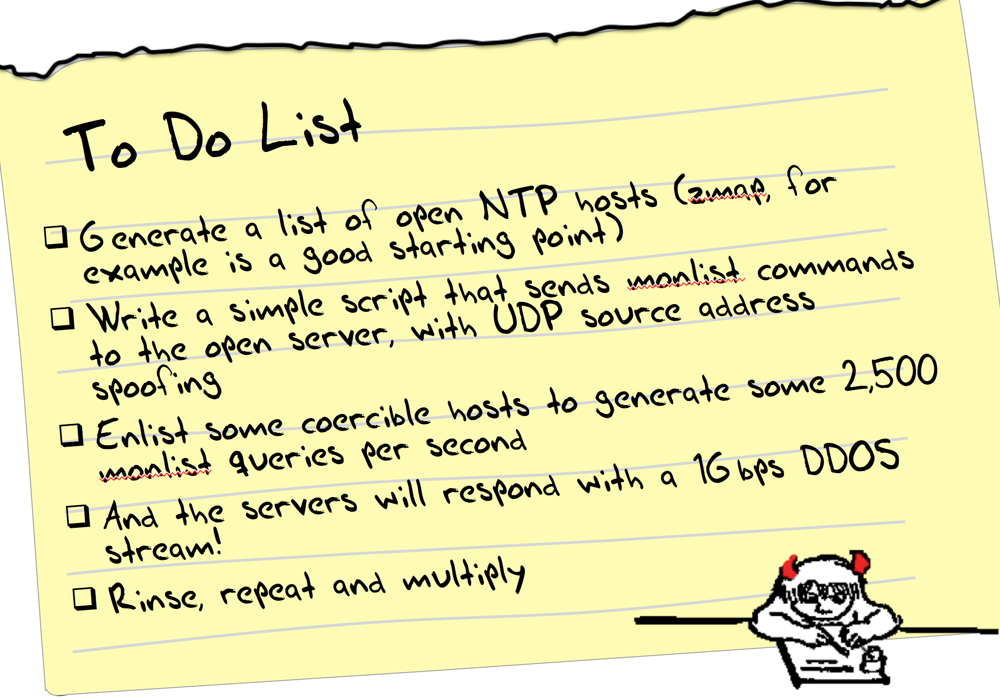 To Do List
❑ Generate a list of open NTP hosts (zmap, for
example is a good starting point)
❑ Write a simple script that sends monlist commands
to the open server, with UDP source address
spoofing
❑ Enlist some coercible hosts to generate some 2,500
monlist queries per second
❑ And the servers will respond with a 1Gbps DDOS
stream!
❑ Rinse, repeat and multiply